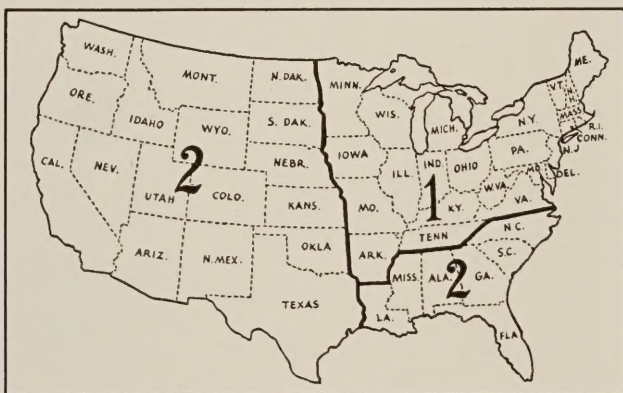 WASH.
MONT.
N. DAK.
MINN.
ME.
ORE.
IDAHO
WYO.
S. DAK.
WIS.
MICH.
N.Y.
VT.
N.H.
MASS.
R.I.
CONN.
CAL.
NEV.
UTAH
2
COLO.
NEBR.
IOWA
ILL.
IND.
OHIO
PA.
N.J
MD.
DEL.
KANS.
MO.
1
KY.
W.VA.
VA.
ARIZ.
N.MEX.
OKLA
ARK.
TENN
N.C.
S.C.
TEXAS
LA.
MISS.
ALA.
2
GA.
FLA